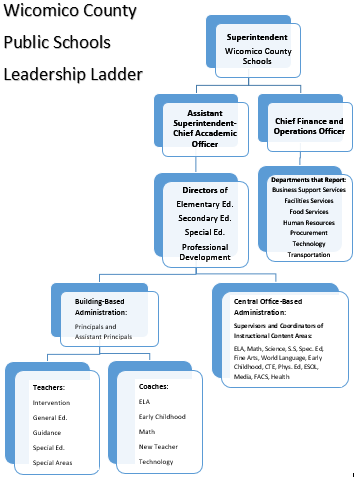 Wicomico County
Public Schools
Leadership Ladder
Superintendent
Wicomico County
Schools
Assistant
Superintendent-
Chief Accademic
Officer
Chief Finance and
Operations Officer
Directors of
Elementary Ed.
Secondary Ed.
Special Ed.
Professional
Development
Departments that Report:
Business Support Services
Facilities Services
Food Services
Human Resources
Procurement
Technology
Transportation
Building-Based
Administration:
Principals and
Assistant Principals
Central Office-Based
Administration:
Supervisors and Coordinators of
Instructional Content Areas:
ELA, Math, Science, S.S, Spec. Ed,
Fine Arts, World Language, Early
Childhood, CTE, Phys. Ed, ESOL,
Media, FACS, Health
Teachers:
Intervention
General Ed.
Guidance
Special Ed.
Special Areas
Coaches:
ELA
Early Childhood
Math
New Teacher
Technology